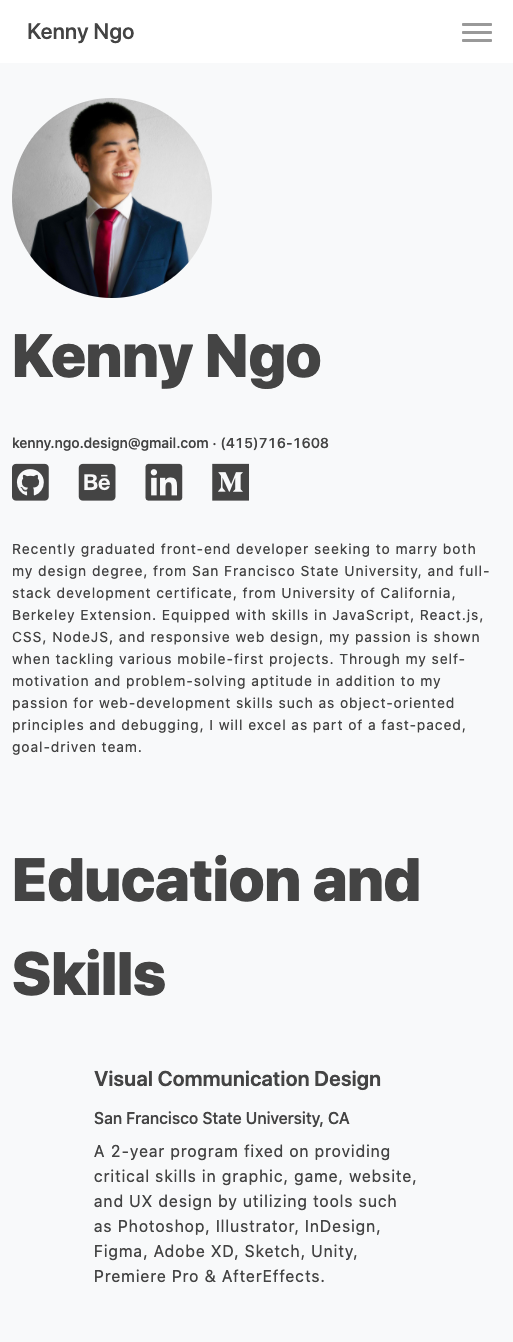 Kenny Ngo
Kenny Ngo
kenny.ngo.design@gmail.com · (415)716-1608
Bē in M
Recently graduated front-end developer seeking to marry both
my design degree, from San Francisco State University, and full-
stack development certificate, from University of California,
Berkeley Extension. Equipped with skills in JavaScript, React.js,
CSS, NodeJS, and responsive web design, my passion is shown
when tackling various mobile-first projects. Through my self-
motivation and problem-solving aptitude in addition to my
passion for web-development skills such as object-oriented
principles and debugging, I will excel as part of a fast-paced,
goal-driven team.
Education and
Skills
Visual Communication Design
San Francisco State University, CA
A 2-year program fixed on providing
critical skills in graphic, game, website,
and UX design by utilizing tools such
as Photoshop, Illustrator, InDesign,
Figma, Adobe XD, Sketch, Unity,
Premiere Pro & AfterEffects.